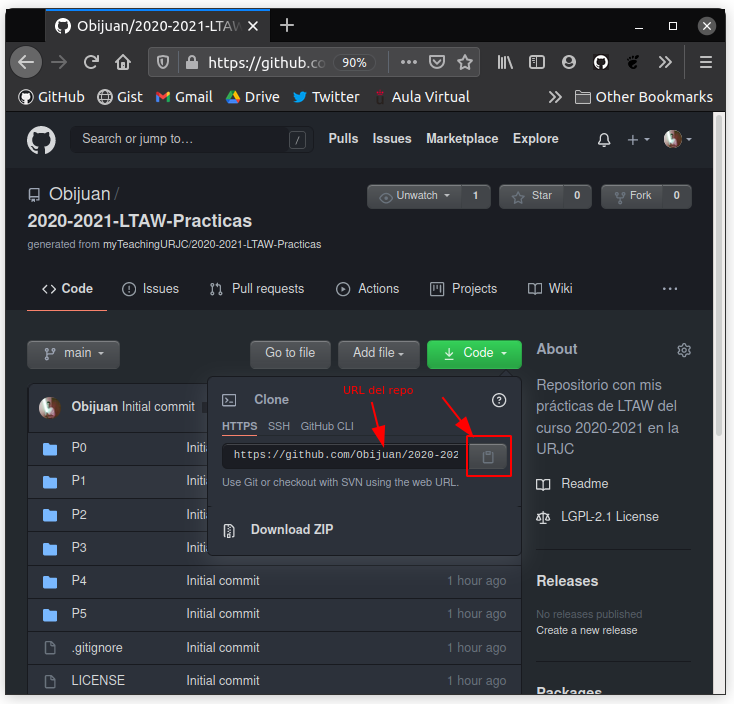 Obijuan/2020-2021-LTAW
https://github.co 90%
GitHub Gist Gmail Drive Twitter Aula Virtual Other Bookmarks
Search or jump to… / Pulls Issues Marketplace Explore
Obijuan /
2020-2021-LTAW-Practicas
Unwatch 1 Star 0 Fork 0
generated from myTeachingURJC/2020-2021-LTAW-Practicas
Code Issues Pull requests Actions Projects Wiki
main Go to file Add file Code
About
Repositorio con mis
prácticas de LTAW del
curso 2020-2021 en la
URJC
Readme
LGPL-2.1 License
Releases
No releases published
Create a new release
Packages
Obijuan Initial commit
Clone
URL del repo
HTTPS SSH GitHub CLI
https://github.com/Obijuan/2020-202
Use Git or checkout with SVN using the web URL.
Download ZIP
P0 Initi
P1 Initi
P2 Initi
P3 Initi
P4 Initial commit 1 hour ago
P5 Initial commit 1 hour ago
.gitignore Initial commit 1 hour ago
LICENSE Initial commit 1 hour ago